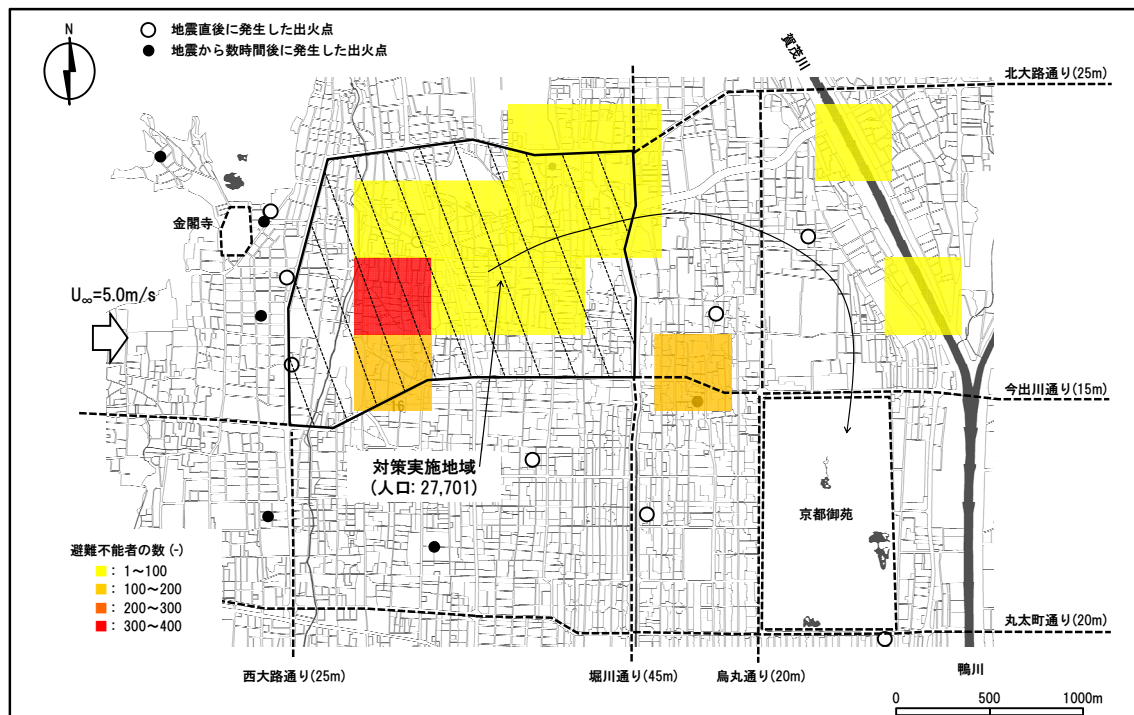 N
地震直後に発生した出火点
地震から数時間後に発生した出火点
賀茂川
北大路通り(25m)
金閣寺
U∞=5.0m/s
今出川通り(15m)
16
対策実施地域
(人口: 27,701)
京都御苑
避難不能者の数 (-)
: 1～100
: 100～200
: 200～300
: 300～400
丸太町通り(20m)
西大路通り(25m)
堀川通り(45m)
烏丸通り(20m)
鴨川
0 500 1000m